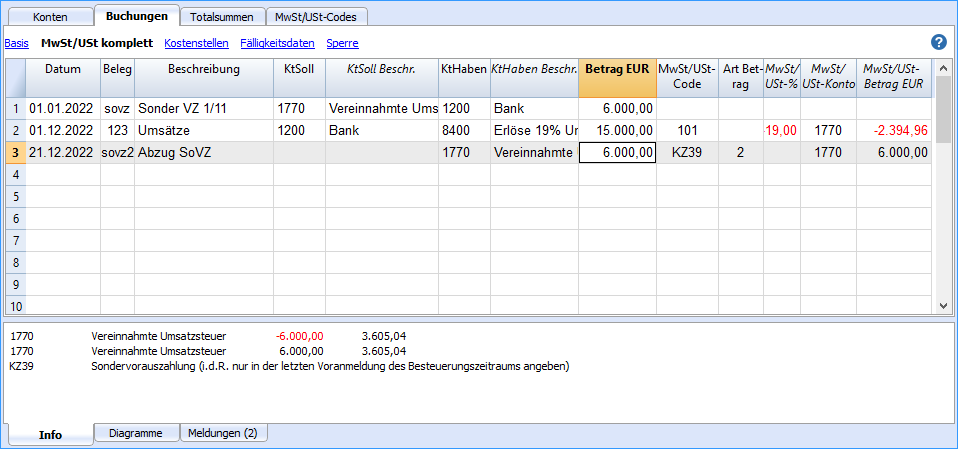 Konten Buchungen Totalsummen MwSt/USt-Codes
Basis MwSt/USt komplett Kostenstellen Fälligkeitsdaten Sperre ?
Datum Beleg Beschreibung KtSoll KtSoll Beschr. KtHaben KtHaben Beschr. Betrag EUR MwSt/USt-Code Art Bet-rag MwSt/USt-% MwSt/USt-Konto MwSt/USt-Betrag EUR
1 01.01.2022 sovz Sonder VZ 1/11 1770 Vereinnahmte Ums 1200 Bank 6.000,00
2 01.12.2022 123 Umsätze 1200 Bank 8400 Erlöse 19% Ur 15.000,00 101 19,00 1770 -2.394,96
3 21.12.2022 sovz2 Abzug SoVZ 1770 Vereinnahmte 6.000,00 KZ39 2 1770 6.000,00
4
5
6
7
8
9
10
1770 Vereinnahmte Umsatzsteuer -6.000,00 3.605,04
1770 Vereinnahmte Umsatzsteuer 6.000,00 3.605,04
KZ39 Sondervorauszahlung (i.d.R. nur in der letzten Voranmeldung des Besteuerungszeitraums angeben)
Info Diagramme Meldungen (2)